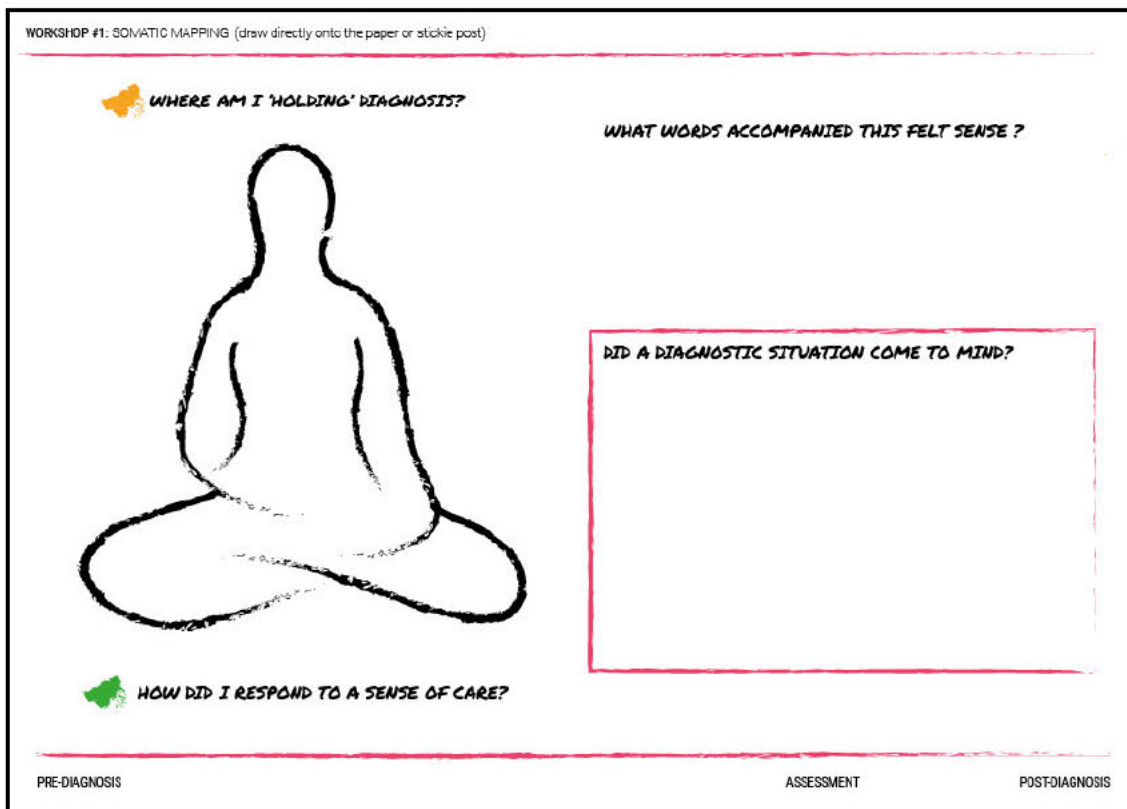 WORKSHOP #1: SOMATIC MAPPING (draw directly onto the paper or stickie post)
WHERE AM I 'HOLDING' DIAGNOSIS?
WHAT WORDS ACCOMPANIED THIS FELT SENSE ?
DID A DIAGNOSTIC SITUATION COME TO MIND?
HOW DID I RESPOND TO A SENSE OF CARE?
PRE-DIAGNOSIS
ASSESSMENT
POST-DIAGNOSIS